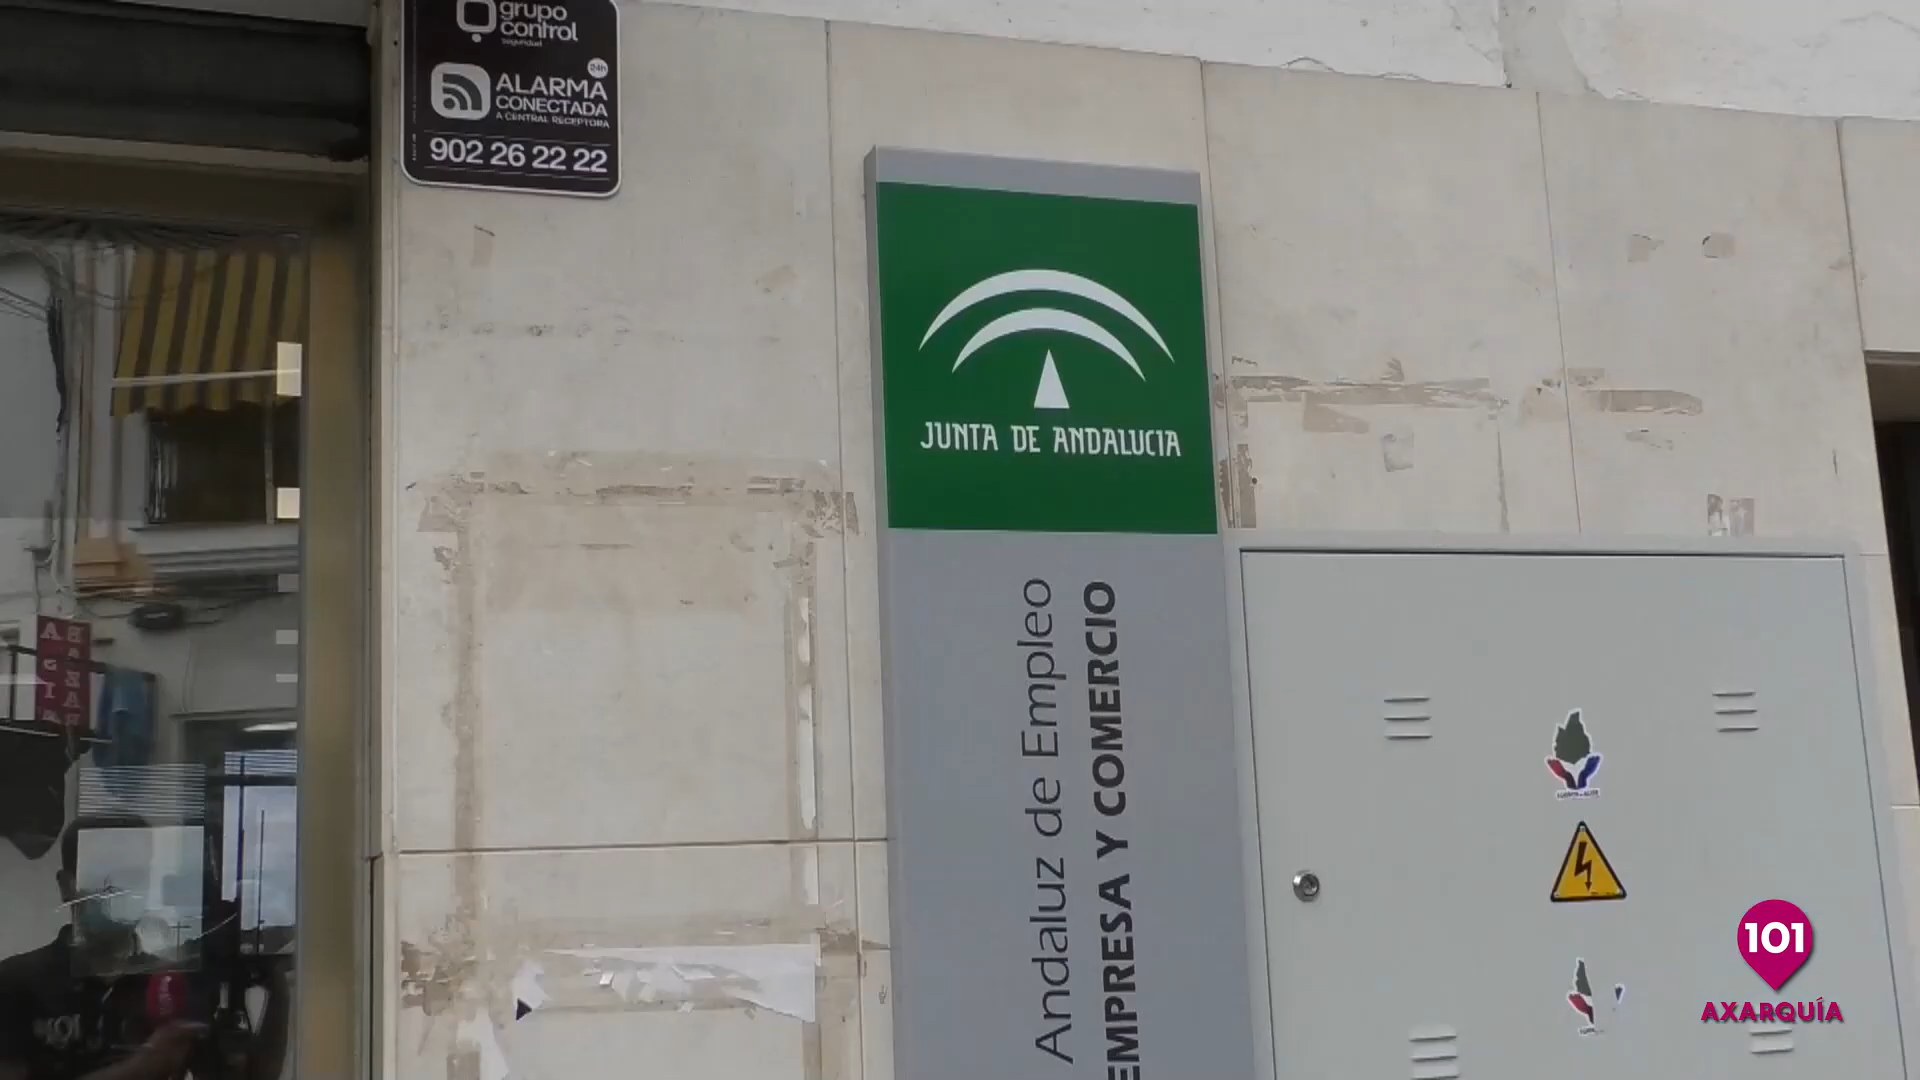 grupo
control
Seguridad
24h
ALARMA
CONECTADA
A CENTRAL RECEPTORA
902 26 22 22
JUNTA DE ANDALUCIA
Andaluz de Empleo
EMPRESA Y COMERCIO
101
AXARQUÍA